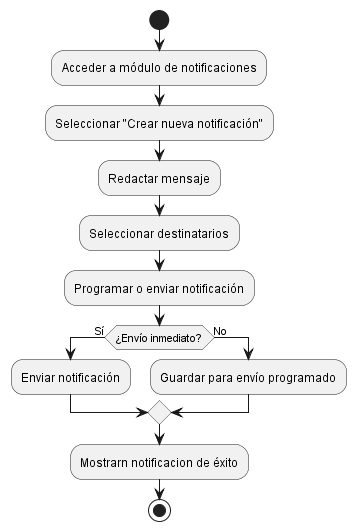 Acceder a módulo de notificaciones
Seleccionar "Crear nueva notificación"
Redactar mensaje
Seleccionar destinatarios
Programar o enviar notificación
¿Envío inmediato?
Sí
No
Enviar notificación
Guardar para envío programado
Mostrarn notificacion de éxito